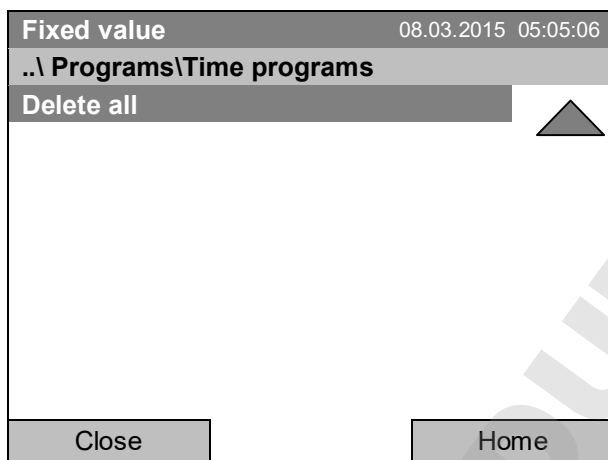 Fixed value 08.03.2015 05:05:06
..\ Programs\Time programs
Delete all
Close Home